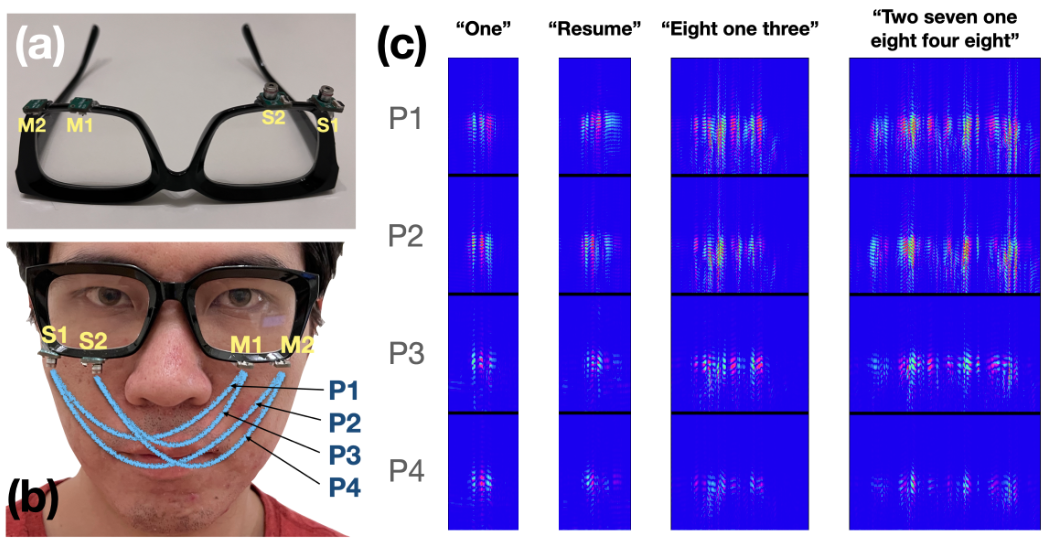 (a)
M2 M1 S2 S1
S1 S2 M1 M2
P1
P2
P3
P4
(b)
(c)
“One” “Resume” “Eight one three” “Two seven one
eight four eight”
P1
P2
P3
P4